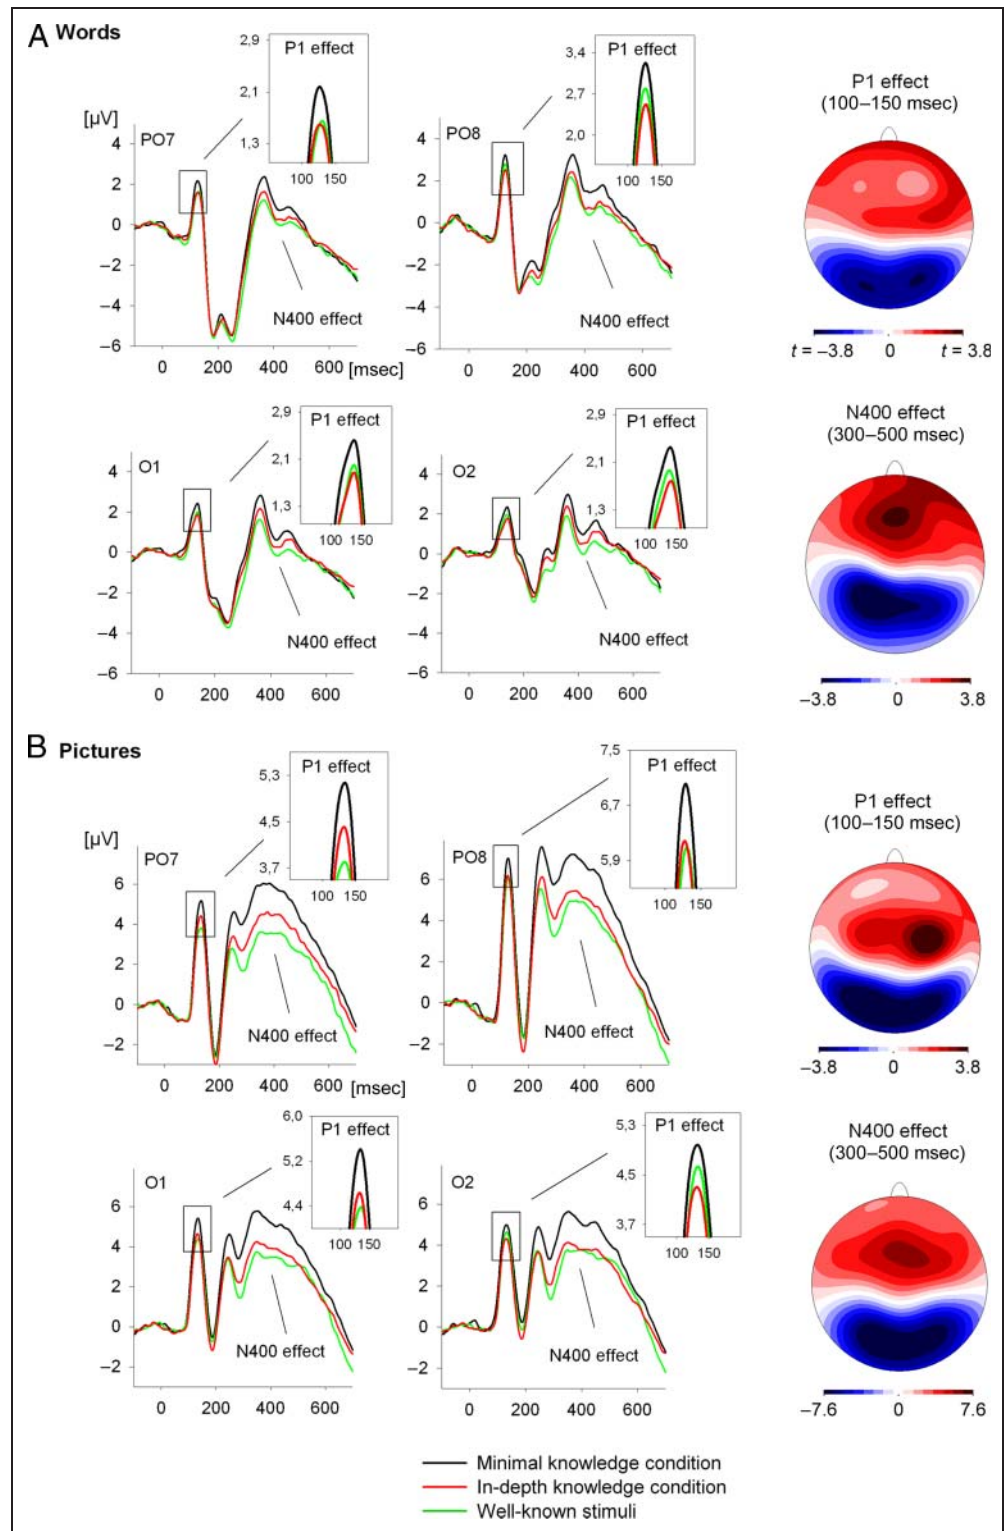 A Words
P1 effect
2,9
2,1
1,3
100 150
[µV]
PO7
4
2
0
−2
−4
−6
N400 effect
0 200 400 600 [msec]
P1 effect
3,4
2,7
2,0
100 150
PO8
4
2
0
−2
−4
−6
N400 effect
0 200 400 600
P1 effect
(100–150 msec)
t = −3.8 0 t = 3.8
P1 effect
2,9
2,1
1,3
100 150
O1
4
2
0
−2
−4
−6
N400 effect
0 200 400 600
P1 effect
2,9
2,1
1,3
100 150
O2
4
2
0
−2
−4
−6
N400 effect
0 200 400 600
N400 effect
(300–500 msec)
−3.8 0 3.8
B Pictures
P1 effect
5,3
4,5
3,7
100 150
[µV]
PO7
6
4
2
0
−2
N400 effect
0 200 400 600 [msec]
P1 effect
7,5
6,7
5,9
100 150
PO8
6
4
2
0
−2
N400 effect
0 200 400 600
P1 effect
(100–150 msec)
−3.8 0 3.8
P1 effect
6,0
5,2
4,4
100 150
O1
6
4
2
0
−2
N400 effect
0 200 400 600
P1 effect
5,3
4,5
3,7
100 150
O2
6
4
2
0
−2
N400 effect
0 200 400 600
N400 effect
(300–500 msec)
−7.6 0 7.6
Minimal knowledge condition
In-depth knowledge condition
Well-known stimuli